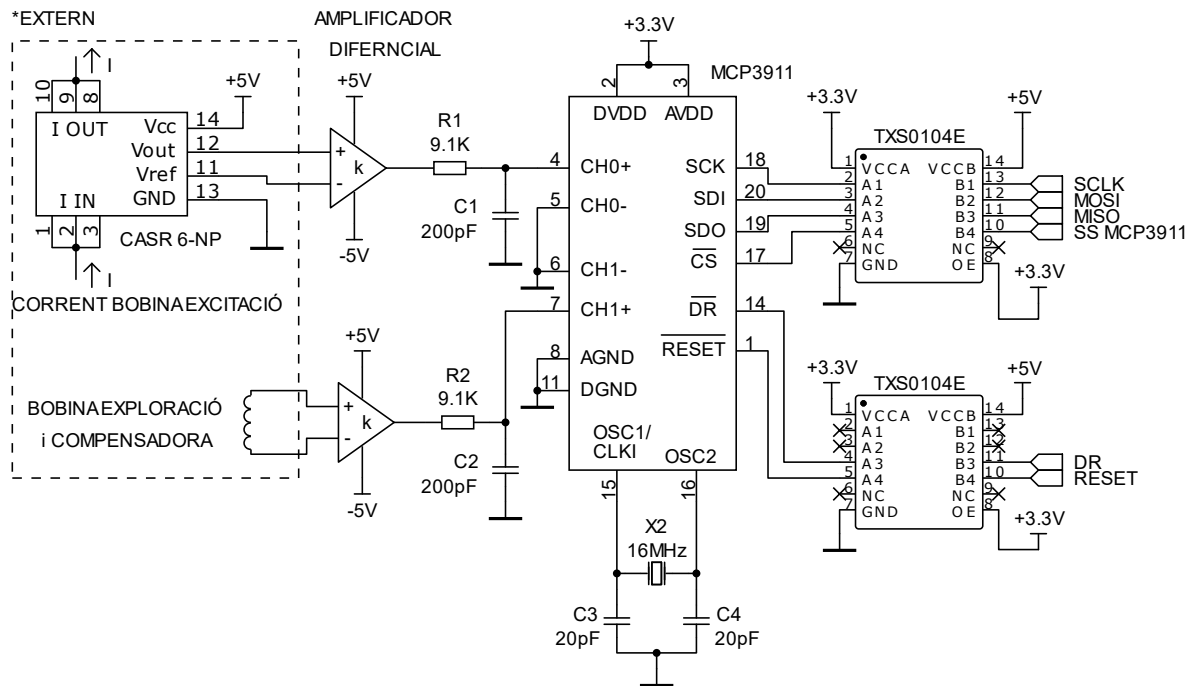 *EXTERN
I
10
9
8
I OUT
+5V
Vcc
14
Vout
12
Vref
11
GND
13
I IN
1
2
3
CASR 6-NP
I
CORRENT BOBINA EXCITACIÓ
BOBINA EXPLORACIÓ
i COMPENSADORA
AMPLIFICADOR
DIFERNCIAL
+5V
+
k
-
-5V
R1
9.1K
C1
200pF
+5V
+
k
-
-5V
R2
9.1K
C2
200pF
+3.3V
2
3
MCP3911
DVDD
AVDD
4
CH0+
5
CH0-
6
CH1-
7
CH1+
8
AGND
11
DGND
OSC1/
CLKI
OSC2
15
16
SCK
18
SDI
20
SDO
19
CS
17
DR
14
RESET
1
X2
16MHz
C3
20pF
C4
20pF
+3.3V
+5V
TXS0104E
1
VCCA
VCCB
14
2
A1
B1
13
SCLK
3
A2
B2
12
MOSI
4
A3
B3
11
MISO
5
A4
B4
10
SS MCP3911
6
NC
NC
9
7
GND
OE
8
+3.3V
+3.3V
+5V
TXS0104E
1
VCCA
VCCB
14
2
A1
B1
13
3
A2
B2
12
4
A3
B3
11
DR
5
A4
B4
10
RESET
6
NC
NC
9
7
GND
OE
8
+3.3V